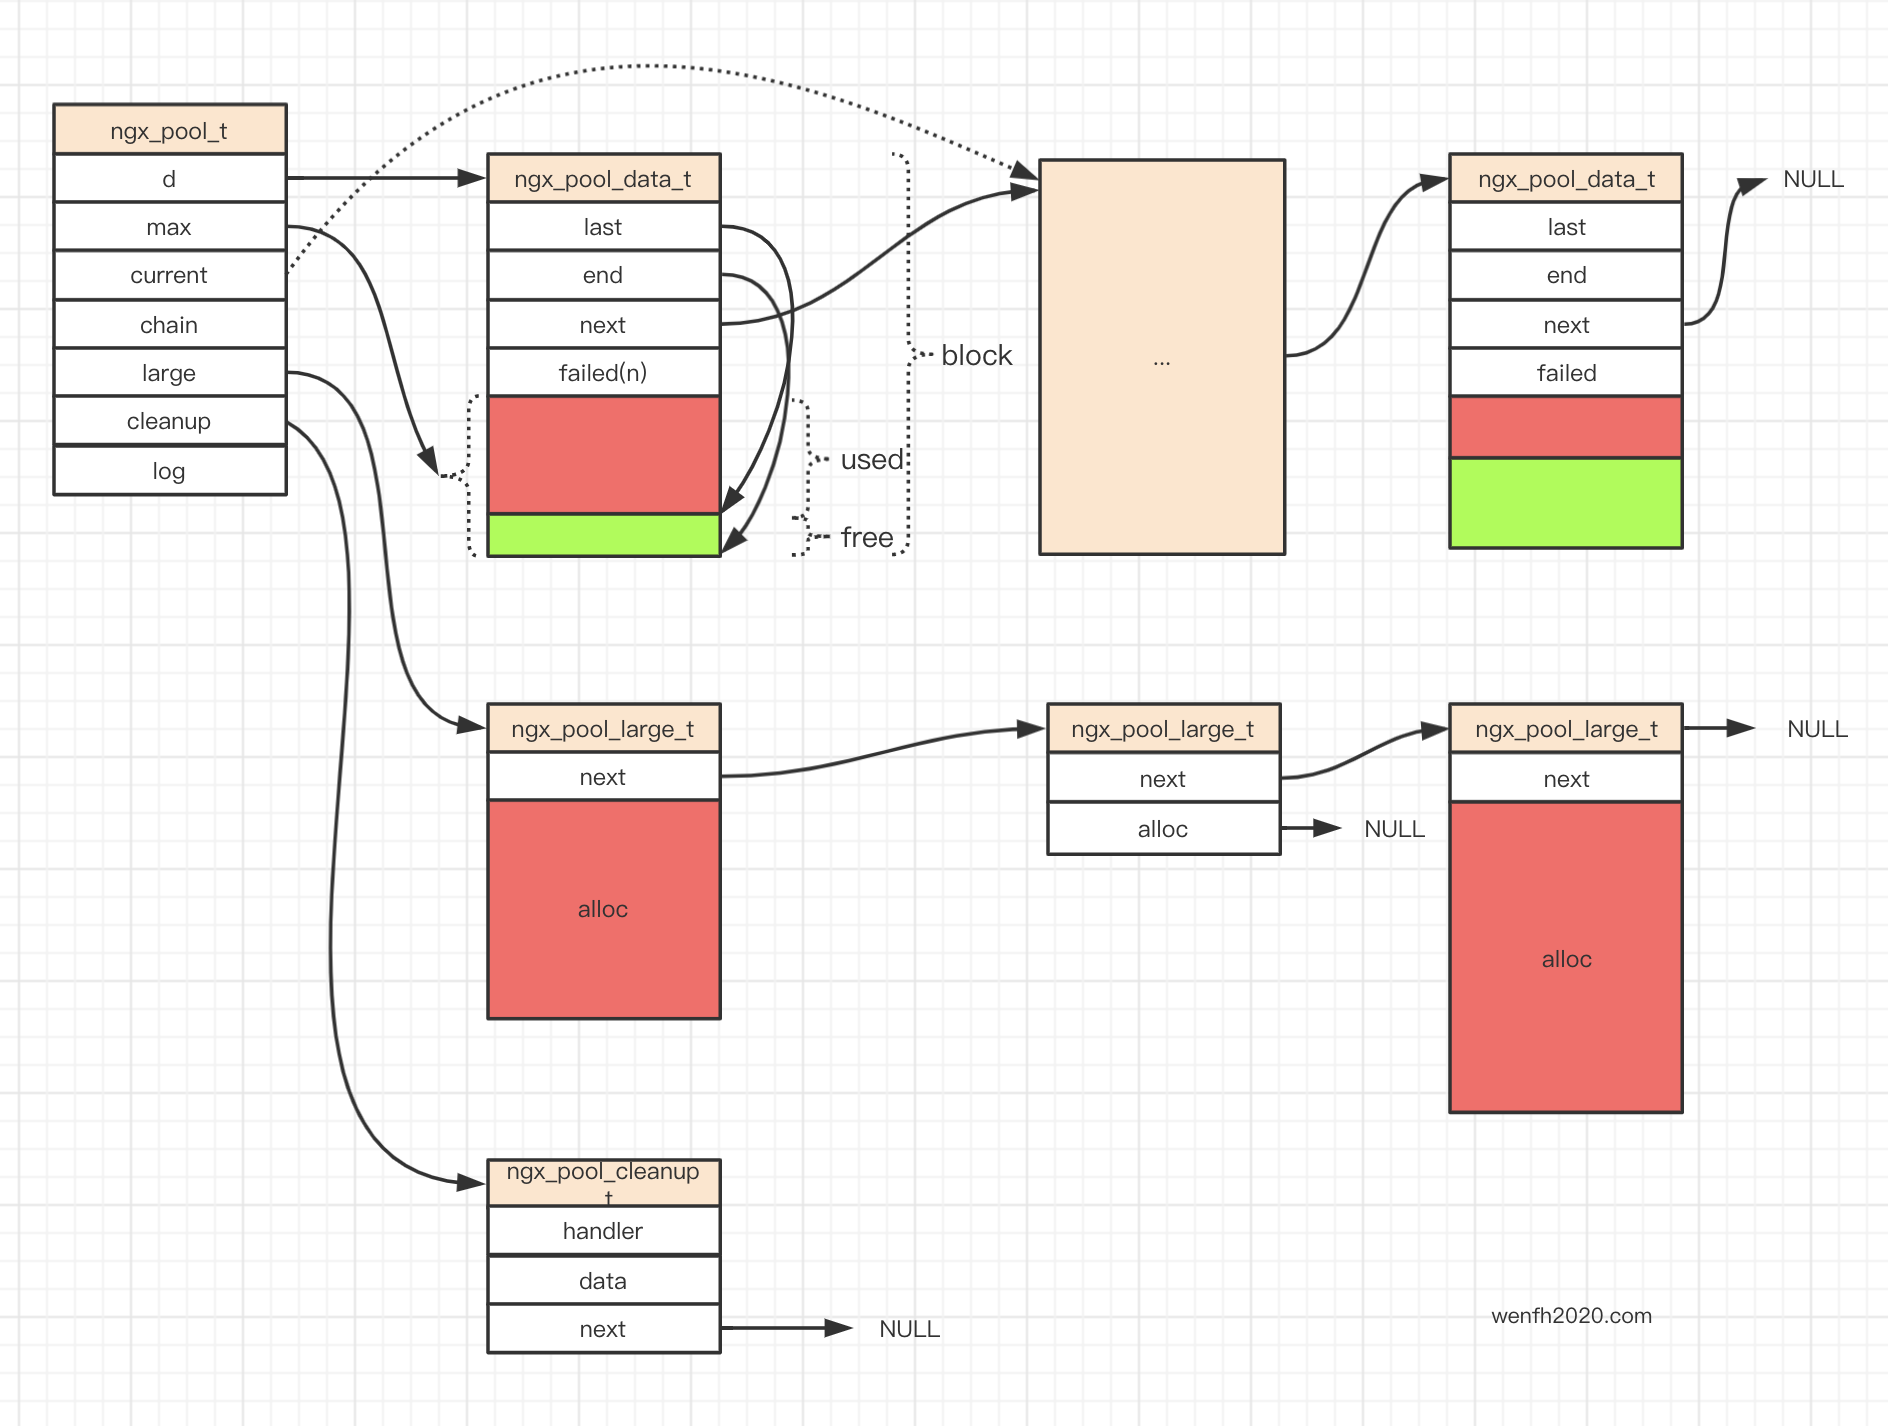 ngx_pool_t
d
max
current
chain
large
cleanup
log
ngx_pool_data_t
last
end
next
failed(n)
used
free
block
...
ngx_pool_data_t
last
end
next
failed
NULL
ngx_pool_large_t
next
alloc
ngx_pool_large_t
next
alloc
NULL
ngx_pool_large_t
next
alloc
NULL
ngx_pool_cleanup
t
handler
data
next
NULL
wenfh2020.com